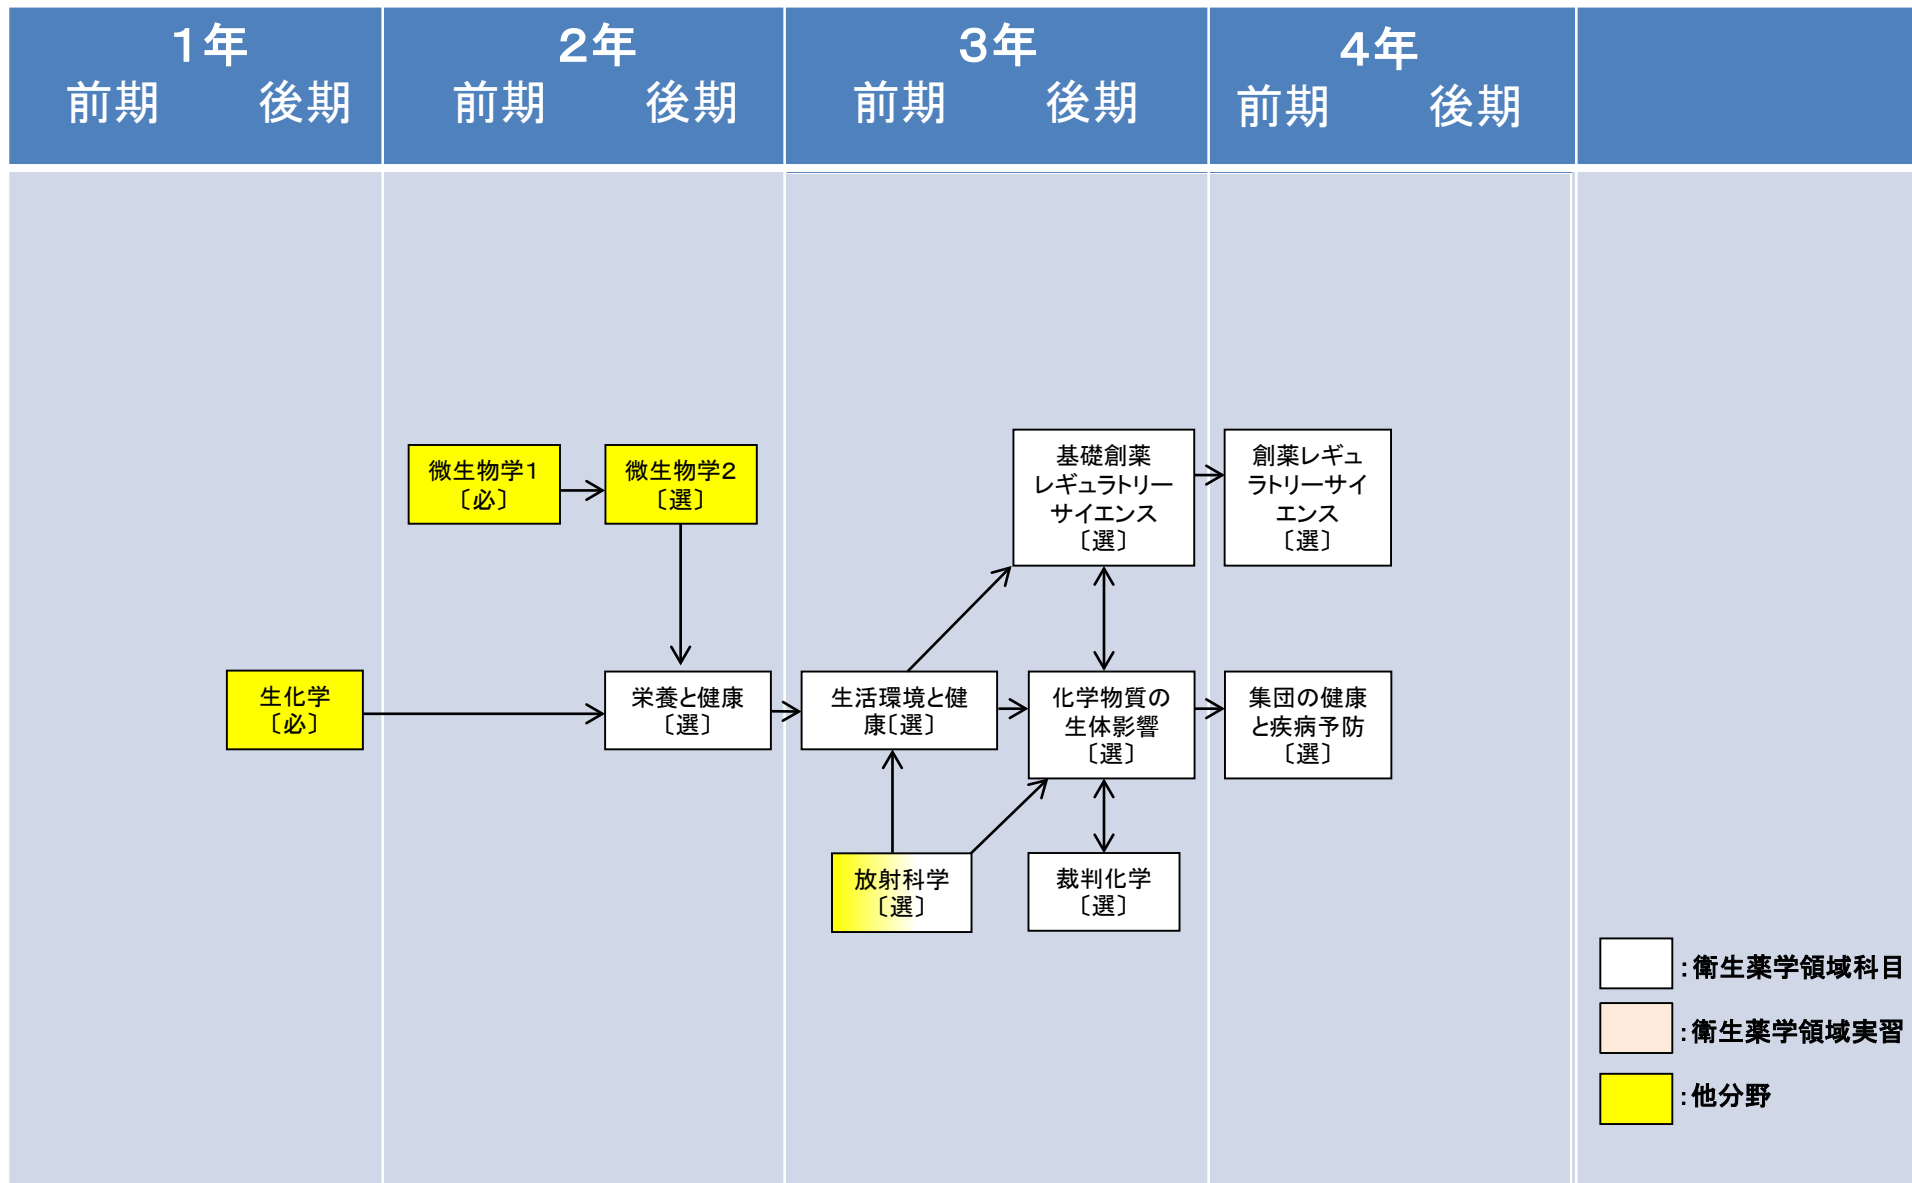 1年
前期 後期
2年
前期 後期
3年
前期 後期
4年
前期 後期
微生物学1
〔必〕
微生物学2
〔選〕
基礎創薬
レギュラトリー
サイエンス
〔選〕
創薬レギュ
ラトリーサイ
エンス
〔選〕
生化学
〔必〕
栄養と健康
〔選〕
生活環境と健
康〔選〕
化学物質の
生体影響
〔選〕
集団の健康
と疾病予防
〔選〕
放射科学
〔選〕
裁判化学
〔選〕
:衛生薬学領域科目
:衛生薬学領域実習
:他分野